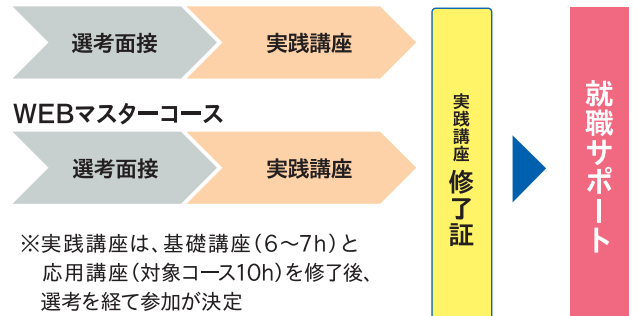 選考面接
実践講座
WEBマスターコース
選考面接
実践講座
※実践講座は、基礎講座(6〜7h)と
応用講座(対象コース10h)を修了後、
選考を経て参加が決定
実践講座 修了証
就職サポート